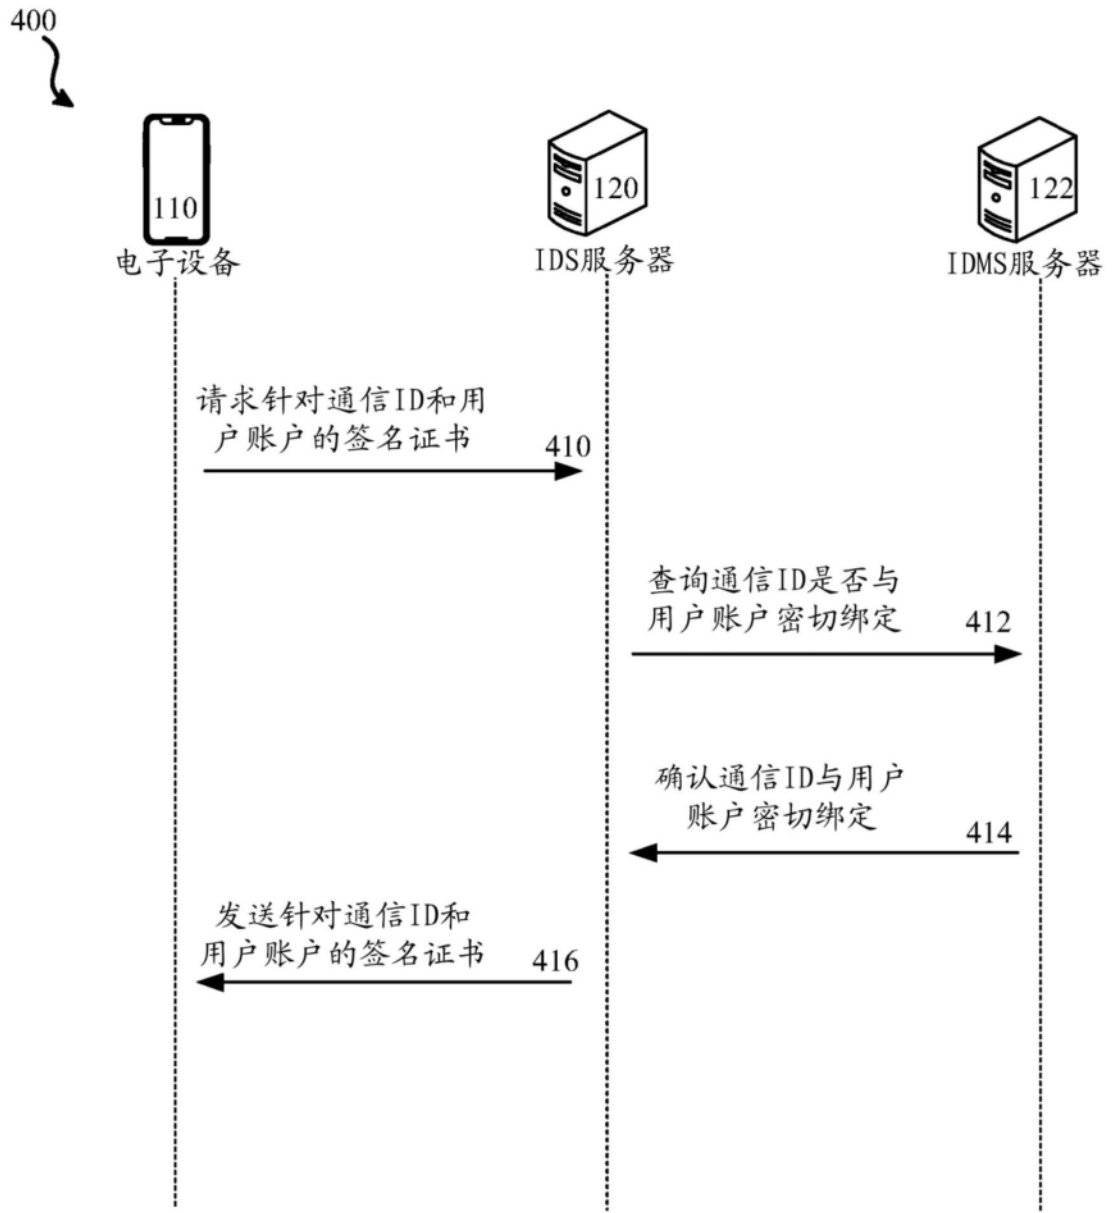 400
110
120
122
电子设备
IDS服务器
IDMS服务器
请求针对通信ID和用
户账户的签名证书
410
查询通信ID是否与
用户账户密切绑定
412
确认通信ID与用户
账户密切绑定
414
发送针对通信ID和
用户账户的签名证书
416